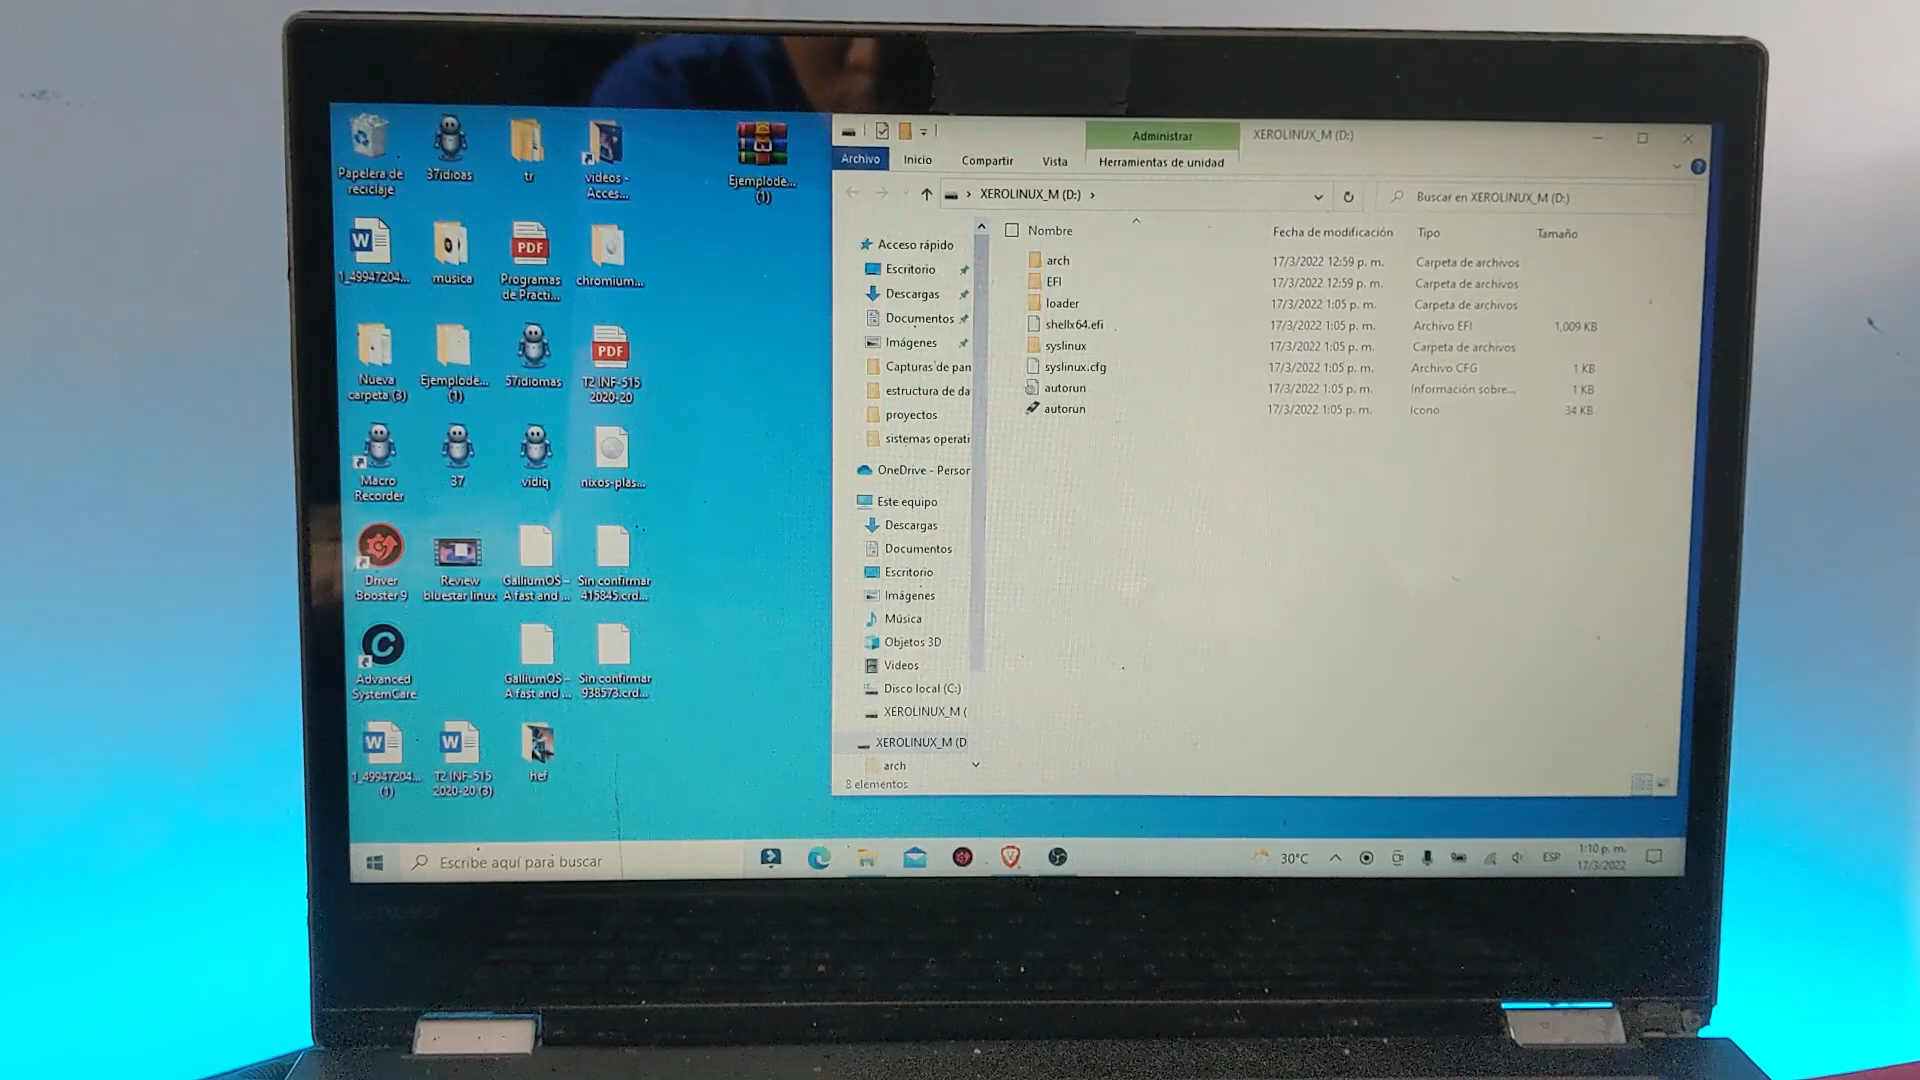 Papelera de
reciclaje
37idioas
tr
videos -
Acces...
Ejemplode...
(1)
1_49947204...
musica
Programas
de Practi...
chromium...
Nueva
carpeta (3)
Ejemplode...
(1)
57idiomas
T2 INF-515
2020-20
Macro
Recorder
37
vidiq
nixos-plas...
Driver
Booster 9
Review
bluestar linux
GalliumOS –
A fast and ...
Sin confirmar
415845.crd...
Advanced
SystemCare
GalliumOS –
A fast and ...
Sin confirmar
938573.crd...
1_49947204...
(1)
T2 INF-515
2020-20 (3)
hef
PDF
PDF
Administrar
XEROLINUX_M (D:)
Archivo
Inicio
Compartir
Vista
Herramientas de unidad
XEROLINUX_M (D:)
Buscar en XEROLINUX_M (D:)
Acceso rápido
Escritorio
Descargas
Documentos
Imágenes
Capturas de pan
estructura de da
proyectos
sistemas operati
OneDrive - Persor
Este equipo
Descargas
Documentos
Escritorio
Imágenes
Música
Objetos 3D
Videos
Disco local (C:)
XEROLINUX_M (
XEROLINUX_M (D
arch
8 elementos
Nombre Fecha de modificación Tipo Tamaño
arch 17/3/2022 12:59 p. m. Carpeta de archivos
EFI 17/3/2022 12:59 p. m. Carpeta de archivos
loader 17/3/2022 1:05 p. m. Carpeta de archivos
shellx64.efi 17/3/2022 1:05 p. m. Archivo EFI 1,009 KB
syslinux 17/3/2022 1:05 p. m. Carpeta de archivos
syslinux.cfg 17/3/2022 1:05 p. m. Archivo CFG 1 KB
autorun 17/3/2022 1:05 p. m. Información sobre... 1 KB
autorun 17/3/2022 1:05 p. m. Icono 34 KB
Escribe aquí para buscar
30°C
ESP
1:10 p. m.
17/3/2022
Lenovo